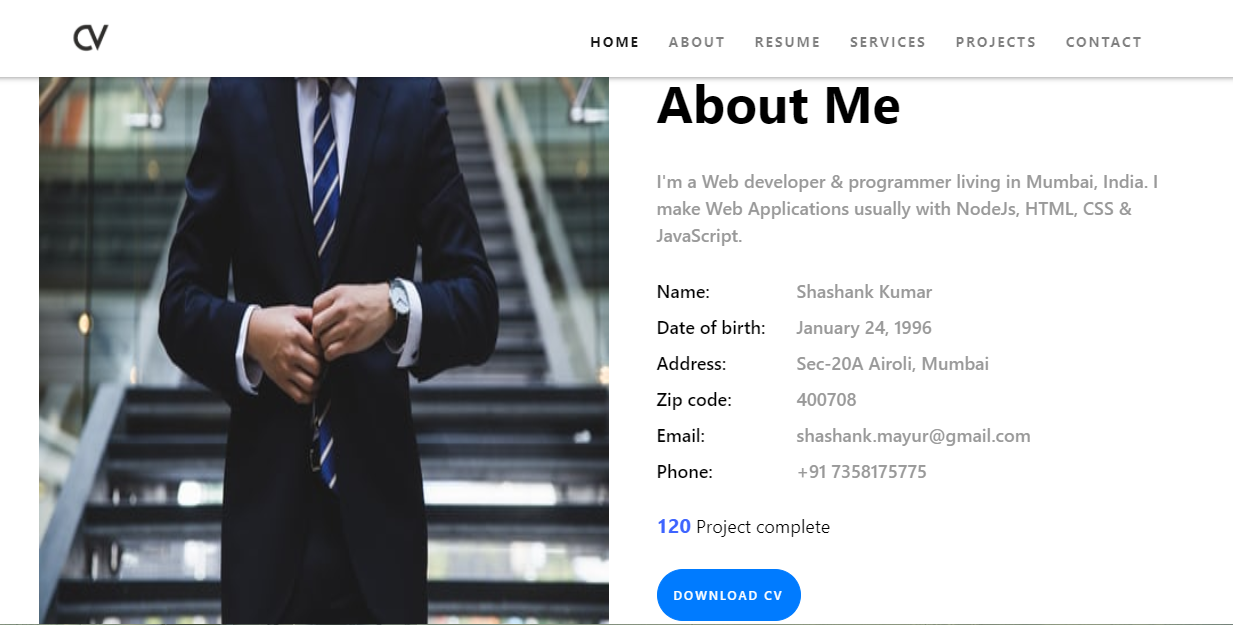 CV
HOME ABOUT RESUME SERVICES PROJECTS CONTACT
About Me
I'm a Web developer & programmer living in Mumbai, India. I
make Web Applications usually with NodeJs, HTML, CSS &
JavaScript.
Name: Shashank Kumar
Date of birth: January 24, 1996
Address: Sec-20A Airoli, Mumbai
Zip code: 400708
Email: shashank.mayur@gmail.com
Phone: +91 7358175775
120 Project complete
DOWNLOAD CV